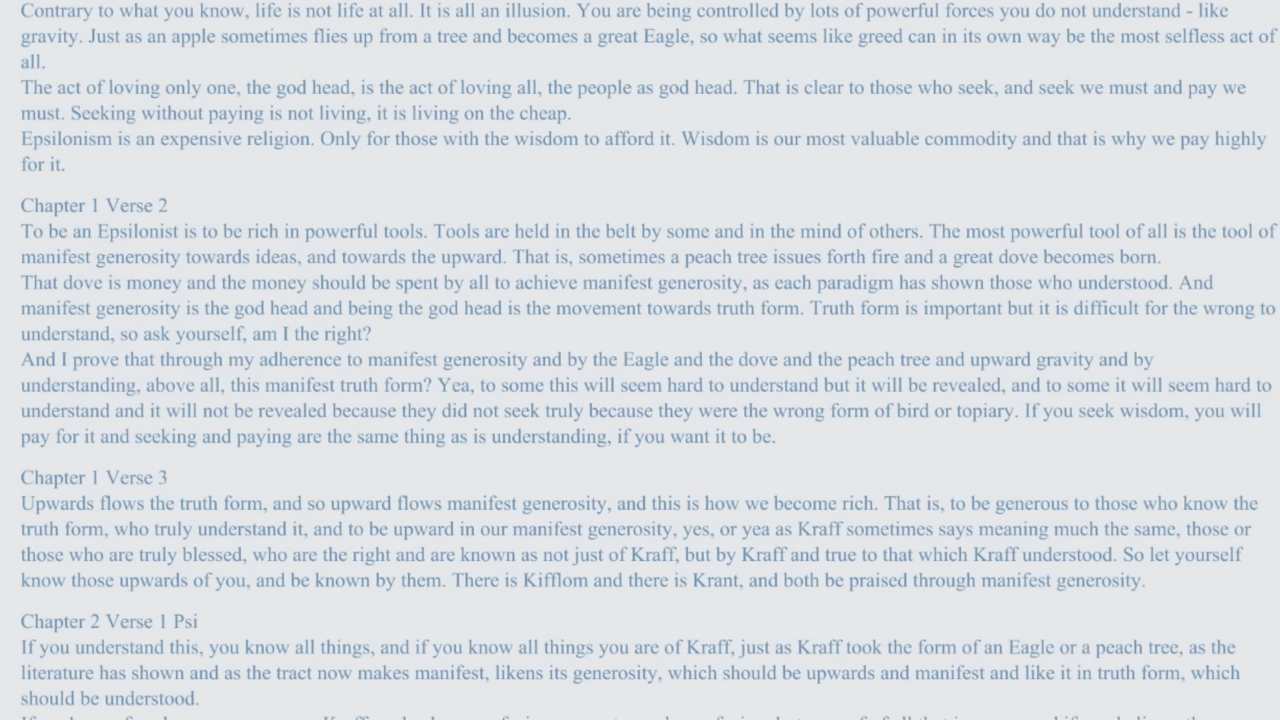 Contrary to what you know, life is not life at all. It is all an illusion. You are being controlled by lots of powerful forces you do not understand - like
gravity. Just as an apple sometimes flies up from a tree and becomes a great Eagle, so what seems like greed can in its own way be the most selfless act of
all.
The act of loving only one, the god head, is the act of loving all, the people as god head. That is clear to those who seek, and seek we must and pay we
must. Seeking without paying is not living, it is living on the cheap.
Epsilonism is an expensive religion. Only for those with the wisdom to afford it. Wisdom is our most valuable commodity and that is why we pay highly
for it.
Chapter 1 Verse 2
To be an Epsilonist is to be rich in powerful tools. Tools are held in the belt by some and in the mind of others. The most powerful tool of all is the tool of
manifest generosity towards ideas, and towards the upward. That is, sometimes a peach tree issues forth fire and a great dove becomes born.
That dove is money and the money should be spent by all to achieve manifest generosity, as each paradigm has shown those who understood. And
manifest generosity is the god head and being the god head is the movement towards truth form. Truth form is important but it is difficult for the wrong to
understand, so ask yourself, am I the right?
And I prove that through my adherence to manifest generosity and by the Eagle and the dove and the peach tree and upward gravity and by
understanding, above all, this manifest truth form? Yea, to some this will seem hard to understand but it will be revealed, and to some it will seem hard to
understand and it will not be revealed because they did not seek truly because they were the wrong form of bird or topiary. If you seek wisdom, you will
pay for it and seeking and paying are the same thing as is understanding, if you want it to be.
Chapter 1 Verse 3
Upwards flows the truth form, and so upward flows manifest generosity, and this is how we become rich. That is, to be generous to those who know the
truth form, who truly understand it, and to be upward in our manifest generosity, yes, or yea as Kraff sometimes says meaning much the same, those or
those who are truly blessed, who are the right and are known as not just of Kraff, but by Kraff and true to that which Kraff understood. So let yourself
know those upwards of you, and be known by them. There is Kifflom and there is Krant, and both be praised through manifest generosity.
Chapter 2 Verse 1 Psi
If you understand this, you know all things, and if you know all things you are of Kraff, just as Kraff took the form of an Eagle or a peach tree, as the
literature has shown and as the tract now makes manifest, likens its generosity, which should be upwards and manifest and like it in truth form, which
should be understood.